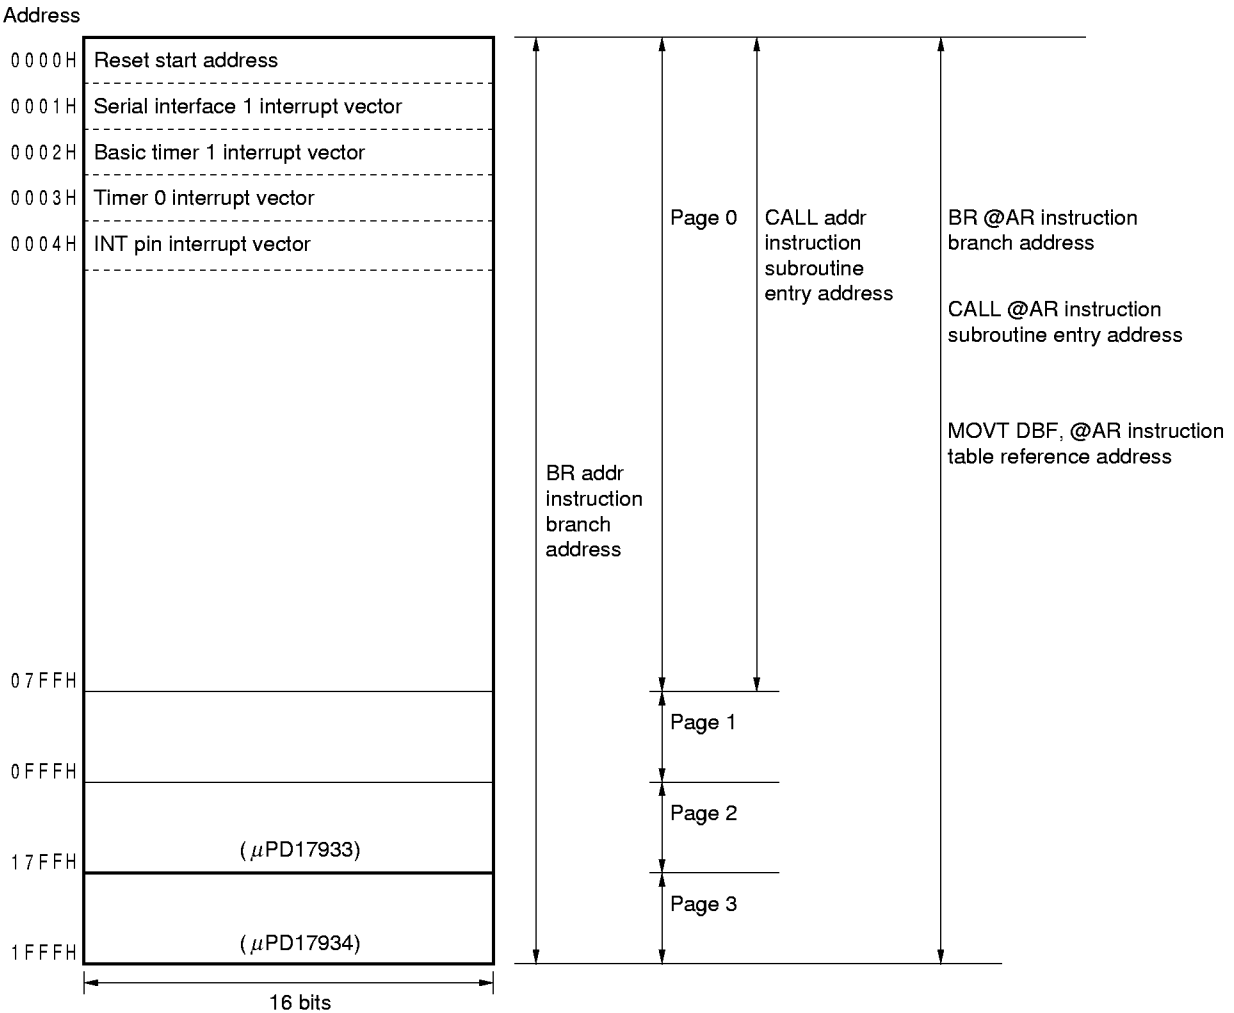 Address
0000H Reset start address
0001H Serial interface 1 interrupt vector
0002H Basic timer 1 interrupt vector
0003H Timer 0 interrupt vector
0004H INT pin interrupt vector
07FFH
0FFFH
17FFH (μPD17933)
1FFFH (μPD17934)
16 bits
BR addr
instruction
branch
address
Page 0
Page 1
Page 2
Page 3
CALL addr
instruction
subroutine
entry address
BR @AR instruction
branch address
CALL @AR instruction
subroutine entry address
MOVT DBF, @AR instruction
table reference address